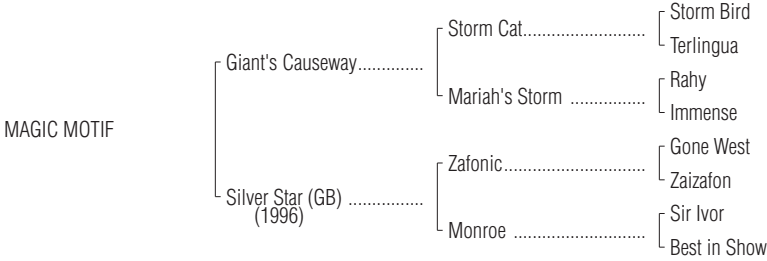 Storm Bird
Storm Cat..........................
Terlingua
Giant's Causeway..............
Rahy
Mariah's Storm ................
Immense
MAGIC MOTIF
Gone West
Zafonic..............................
Zaizafon
Silver Star (GB) ................
(1996)
Sir Ivor
Monroe ............................
Best in Show